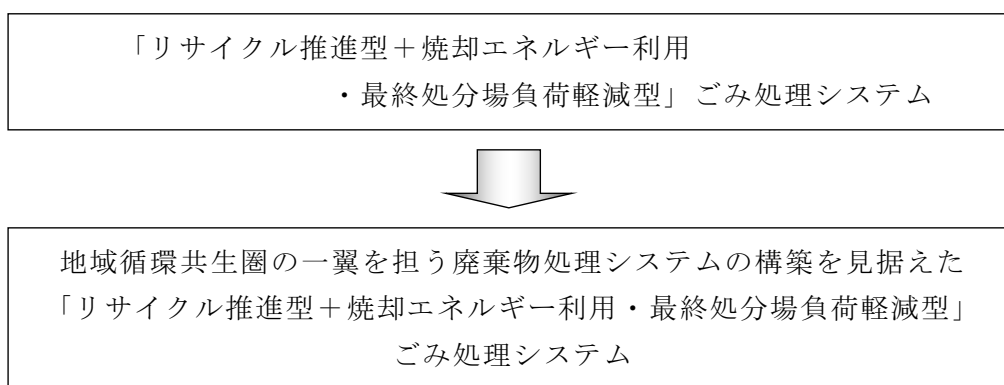 「リサイクル推進型＋焼却エネルギー利用
・最終処分場負荷軽減型」ごみ処理システム
地域循環共生圏の一翼を担う廃棄物処理システムの構築を見据えた
「リサイクル推進型＋焼却エネルギー利用・最終処分場負荷軽減型」
ごみ処理システム